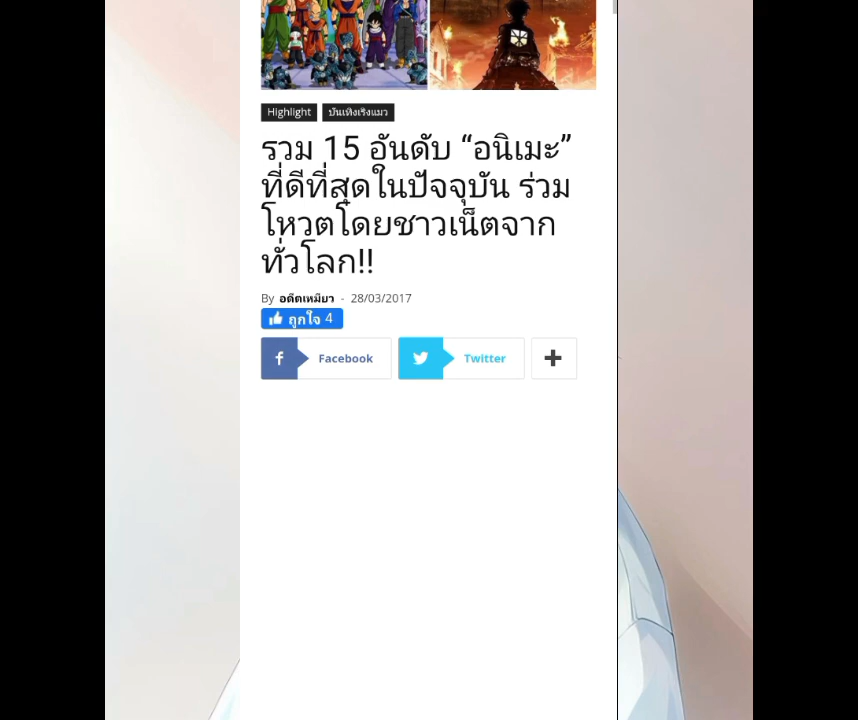 Highlight บันเทิงเริงแมว
รวม 15 อันดับ “อนิเมะ”
ที่ดีที่สุดในปัจจุบัน ร่วม
โหวตโดยชาวเน็ตจาก
ทั่วโลก!!
By อดีตเหมียว - 28/03/2017
ถูกใจ 4
Facebook Twitter